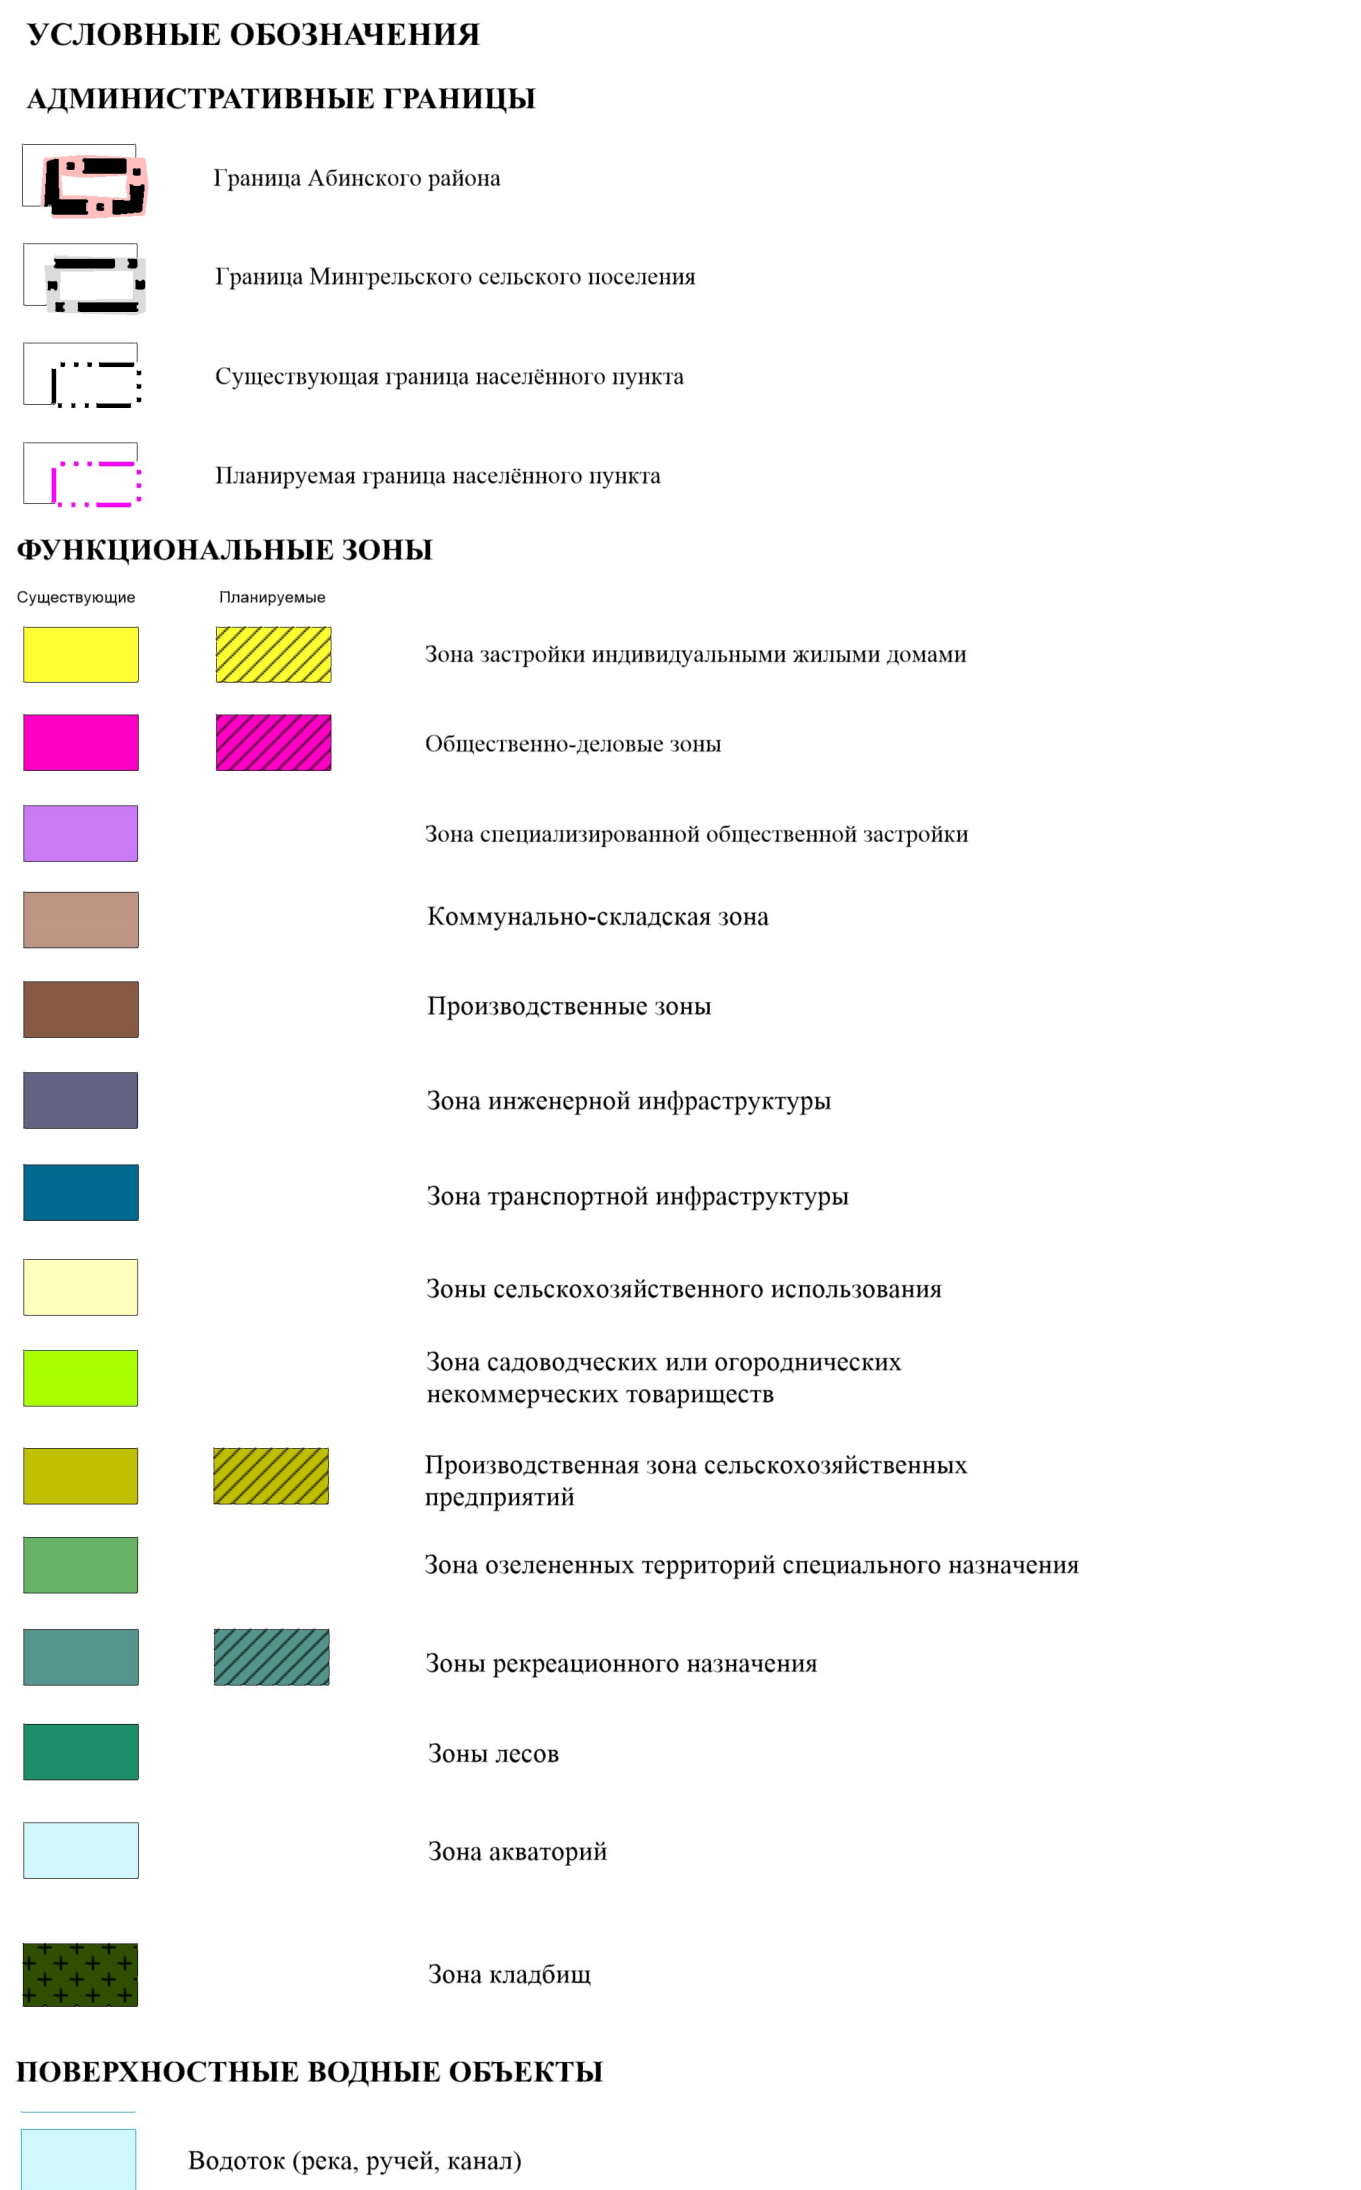 УСЛОВНЫЕ ОБОЗНАЧЕНИЯ
АДМИНИСТРАТИВНЫЕ ГРАНИЦЫ
Граница Абинского района
Граница Мингрельского сельского поселения
Существующая граница населённого пункта
Планируемая граница населённого пункта
ФУНКЦИОНАЛЬНЫЕ ЗОНЫ
Существующие Планируемые
Зона застройки индивидуальными жилыми домами
Общественно-деловые зоны
Зона специализированной общественной застройки
Коммунально-складская зона
Производственные зоны
Зона инженерной инфраструктуры
Зона транспортной инфраструктуры
Зоны сельскохозяйственного использования
Зона садоводческих или огороднических
некоммерческих товариществ
Производственная зона сельскохозяйственных
предприятий
Зона озелененных территорий специального назначения
Зоны рекреационного назначения
Зоны лесов
Зона акваторий
Зона кладбищ
ПОВЕРХНОСТНЫЕ ВОДНЫЕ ОБЪЕКТЫ
Водоток (река, ручей, канал)